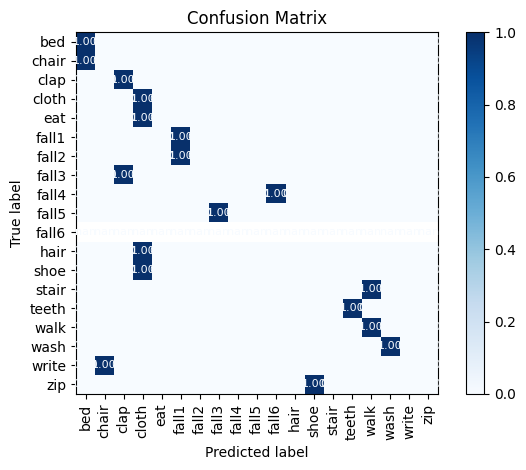 Confusion Matrix
True label
bed 1.00
chair 1.00
clap 1.00
cloth 1.00
eat 1.00
fall1 1.00
fall2 1.00
fall3 1.00
fall4 1.00
fall5 1.00
fall6
hair 1.00
shoe 1.00
stair 1.00
teeth 1.00
walk 1.00
wash 1.00
write 1.00
zip 1.00
bed chair clap cloth eat fall1 fall2 fall3 fall4 fall5 fall6 hair shoe stair teeth walk wash write zip
Predicted label
1.0
0.8
0.6
0.4
0.2
0.0